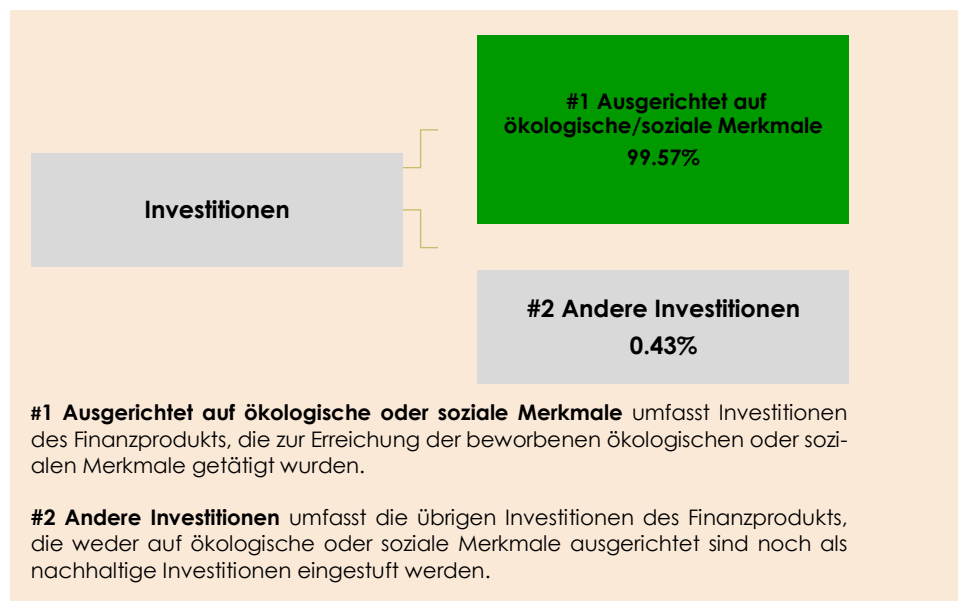 #1 Ausgerichtet auf
ökologische/soziale Merkmale
99.57%
Investitionen
#2 Andere Investitionen
0.43%
#1 Ausgerichtet auf ökologische oder soziale Merkmale umfasst Investitionen
des Finanzprodukts, die zur Erreichung der beworbenen ökologischen oder sozi-
alen Merkmale getätigt wurden.
#2 Andere Investitionen umfasst die übrigen Investitionen des Finanzprodukts,
die weder auf ökologische oder soziale Merkmale ausgerichtet sind noch als
nachhaltige Investitionen eingestuft werden.